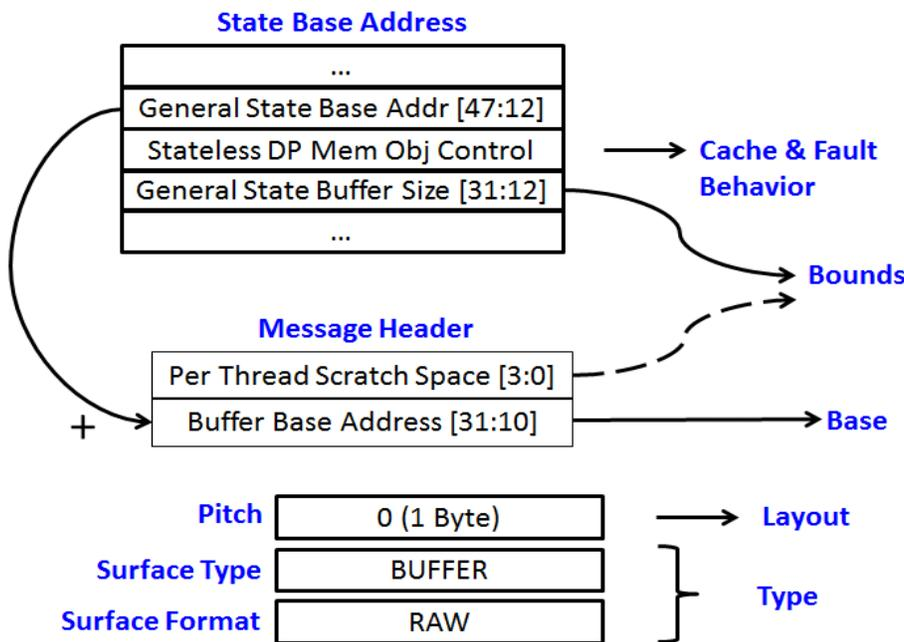 State Base Address
...
General State Base Addr [47:12]
Stateless DP Mem Obj Control
Cache & Fault
Behavior
General State Buffer Size [31:12]
...
Bounds
Message Header
Per Thread Scratch Space [3:0]
+
Buffer Base Address [31:10]
Base
Pitch
0 (1 Byte)
Layout
Surface Type
BUFFER
Type
Surface Format
RAW